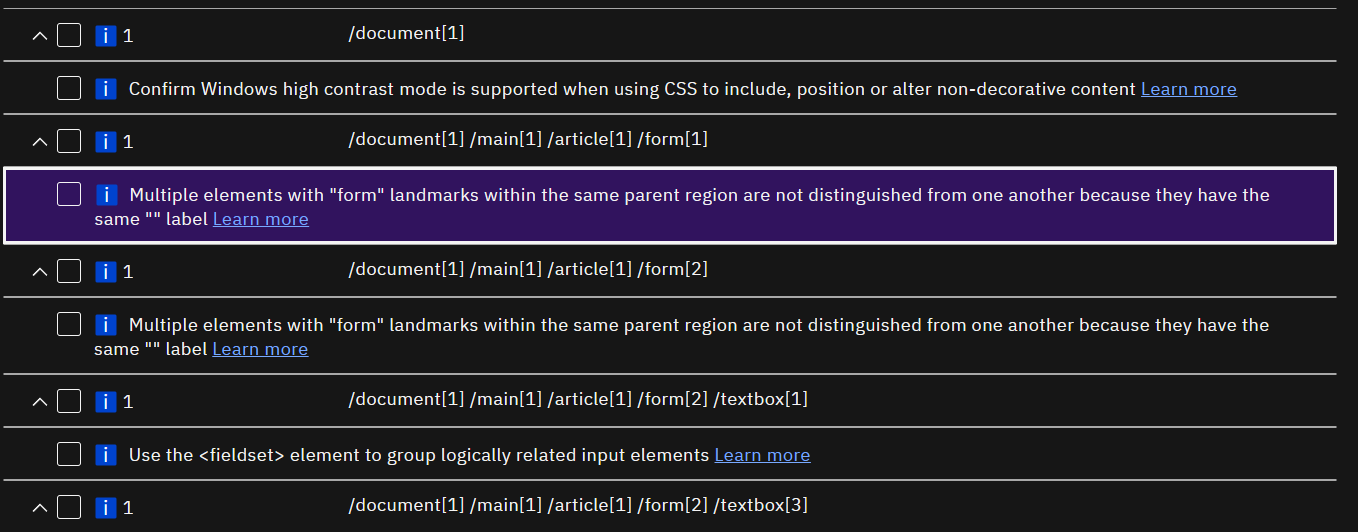 i 1 /document[1]
i Confirm Windows high contrast mode is supported when using CSS to include, position or alter non-decorative content Learn more
i 1 /document[1] /main[1] /article[1] /form[1]
i Multiple elements with "form" landmarks within the same parent region are not distinguished from one another because they have the
same "" label Learn more
i 1 /document[1] /main[1] /article[1] /form[2]
i Multiple elements with "form" landmarks within the same parent region are not distinguished from one another because they have the
same "" label Learn more
i 1 /document[1] /main[1] /article[1] /form[2] /textbox[1]
i Use the <fieldset> element to group logically related input elements Learn more
i 1 /document[1] /main[1] /article[1] /form[2] /textbox[3]